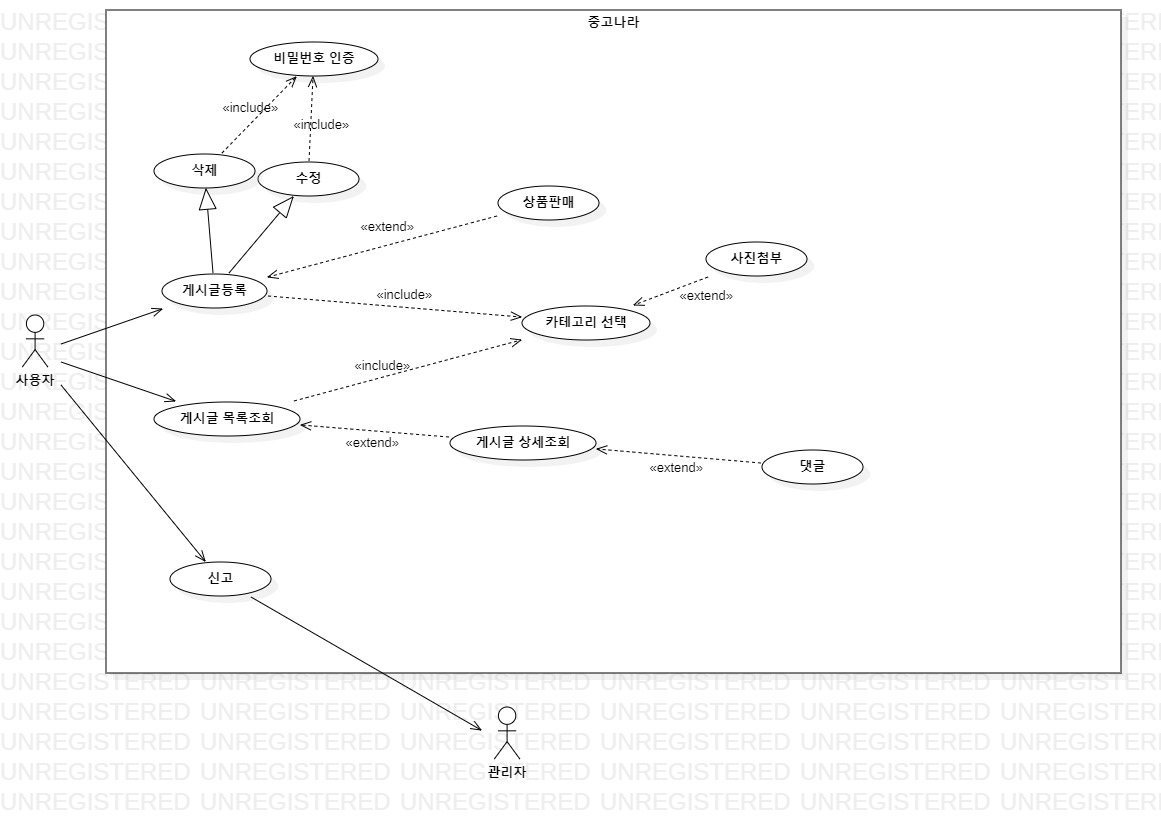 중고나라
비밀번호 인증
«include»
«include»
삭제
수정
상품판매
«extend»
사진첨부
게시글등록
«include»
«extend»
카테고리 선택
사용자
«include»
게시글 목록조회
«extend»
게시글 상세조회
«extend»
댓글
신고
관리자
UNREGISTERED UNREGISTERED UNREGISTERED UNREGISTERED UNREGISTERED